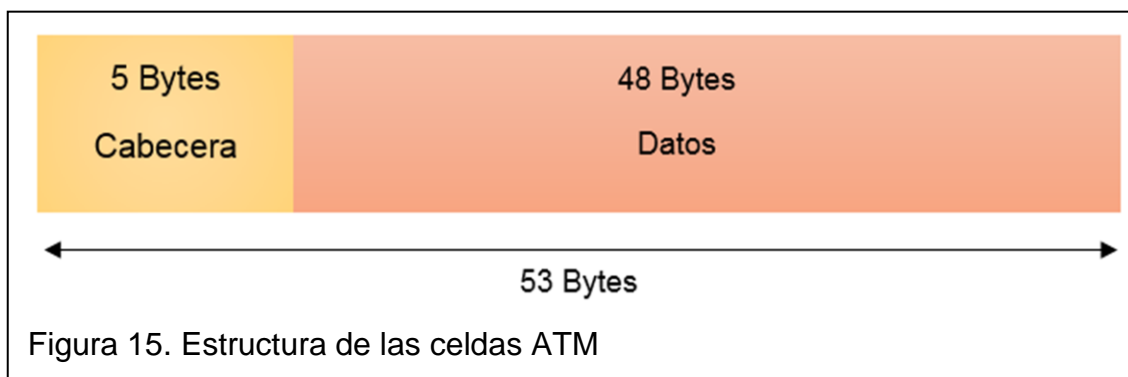 5 Bytes
Cabecera
48 Bytes
Datos
53 Bytes
Figura 15. Estructura de las celdas ATM